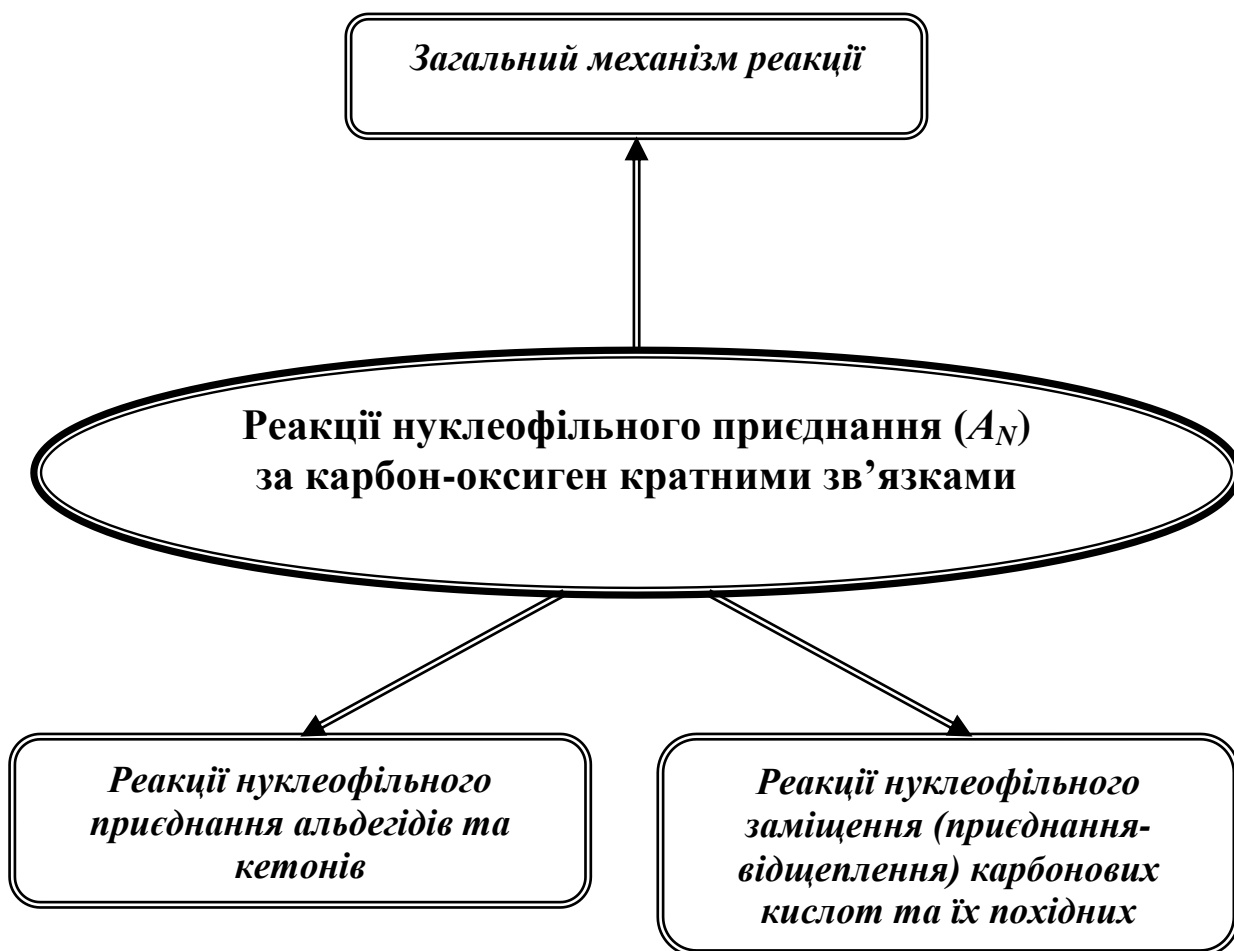 Загальний механізм реакції
Реакції нуклеофільного приєднання (A_N)
за карбон-оксиген кратними зв’язками
Реакції нуклеофільного
приєднання альдегідів та
кетонів
Реакції нуклеофільного
заміщення (приєднання-
відщеплення) карбонових
кислот та їх похідних